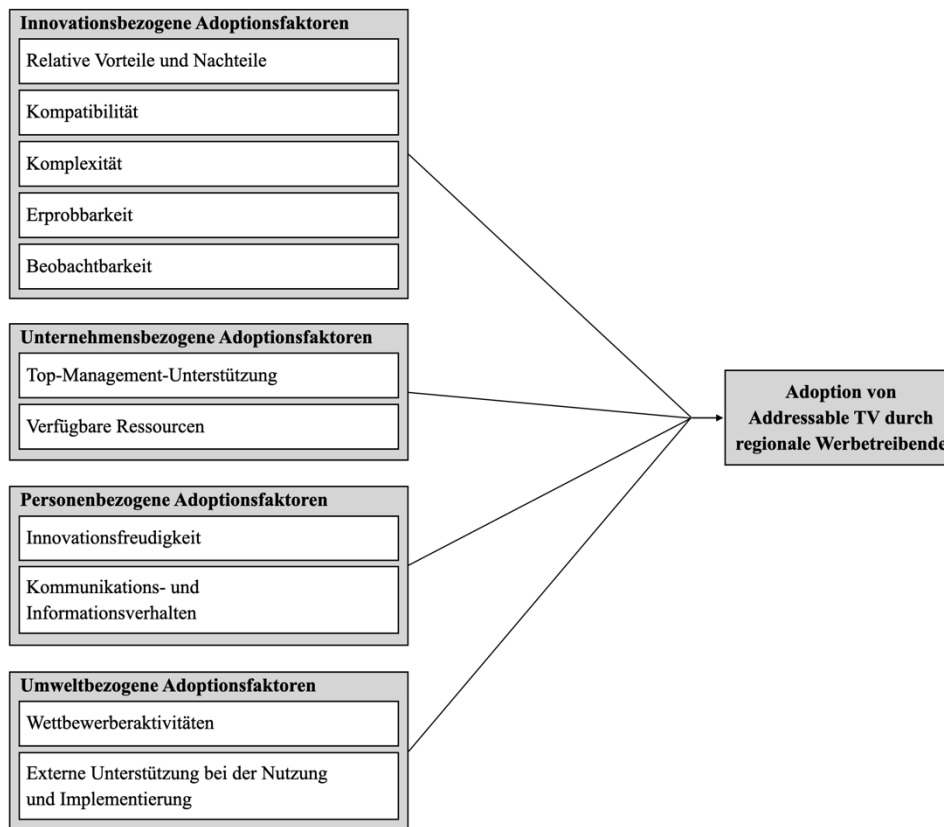 Innovationsbezogene Adoptionsfaktoren
Relative Vorteile und Nachteile
Kompatibilität
Komplexität
Erprobbarkeit
Beobachtbarkeit
Unternehmensbezogene Adoptionsfaktoren
Top-Management-Unterstützung
Verfügbare Ressourcen
Personenbezogene Adoptionsfaktoren
Innovationsfreudigkeit
Kommunikations- und
Informationsverhalten
Umweltbezogene Adoptionsfaktoren
Wettbewerberaktivitäten
Externe Unterstützung bei der Nutzung
und Implementierung
Adoption von
Addressable TV durch
regionale Werbetreibende